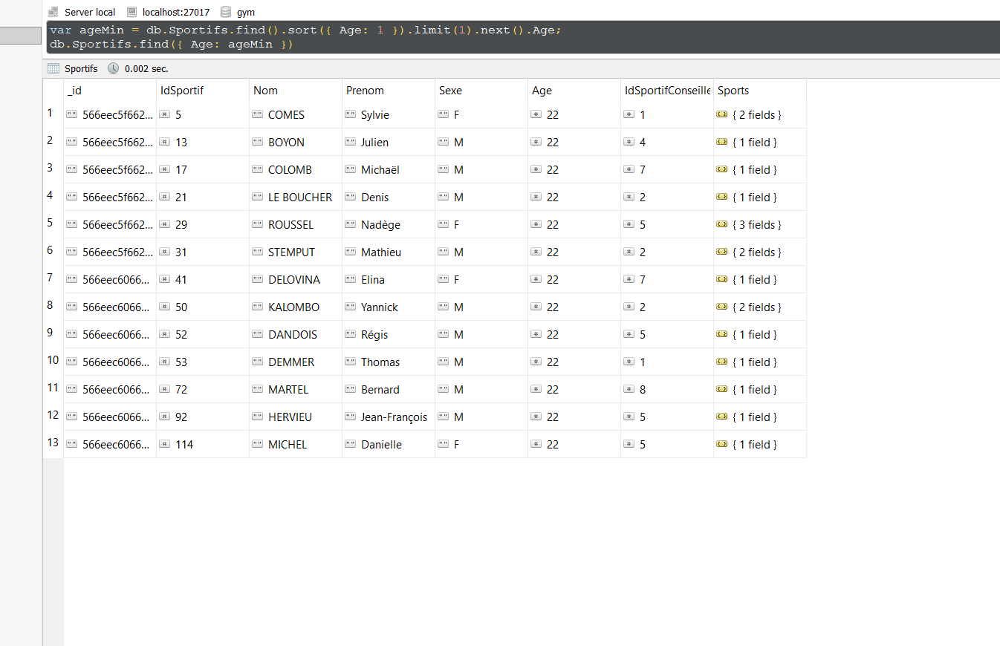 Server local localhost:27017 gym
var ageMin = db.Sportifs.find().sort({ Age: 1 }).limit(1).next().Age;
db.Sportifs.find({ Age: ageMin })
Sportifs 0.002 sec.
_id IdSportif Nom Prenom Sexe Age IdSportifConseille Sports
1 566eec5f662... 5 COMES Sylvie F 22 1 { 2 fields }
2 566eec5f662... 13 BOYON Julien M 22 4 { 1 field }
3 566eec5f662... 17 COLOMB Michaël M 22 7 { 1 field }
4 566eec5f662... 21 LE BOUCHER Denis M 22 2 { 1 field }
5 566eec5f662... 29 ROUSSEL Nadège F 22 5 { 3 fields }
6 566eec5f662... 31 STEMPUT Mathieu M 22 2 { 2 fields }
7 566eec6066... 41 DELOVINA Elina F 22 7 { 1 field }
8 566eec6066... 50 KALOMBO Yannick M 22 2 { 2 fields }
9 566eec6066... 52 DANDOIS Régis M 22 5 { 1 field }
10 566eec6066... 53 DEMMER Thomas M 22 1 { 1 field }
11 566eec6066... 72 MARTEL Bernard M 22 8 { 1 field }
12 566eec6066... 92 HERVIEU Jean-François M 22 5 { 1 field }
13 566eec6066... 114 MICHEL Danielle F 22 5 { 1 field }